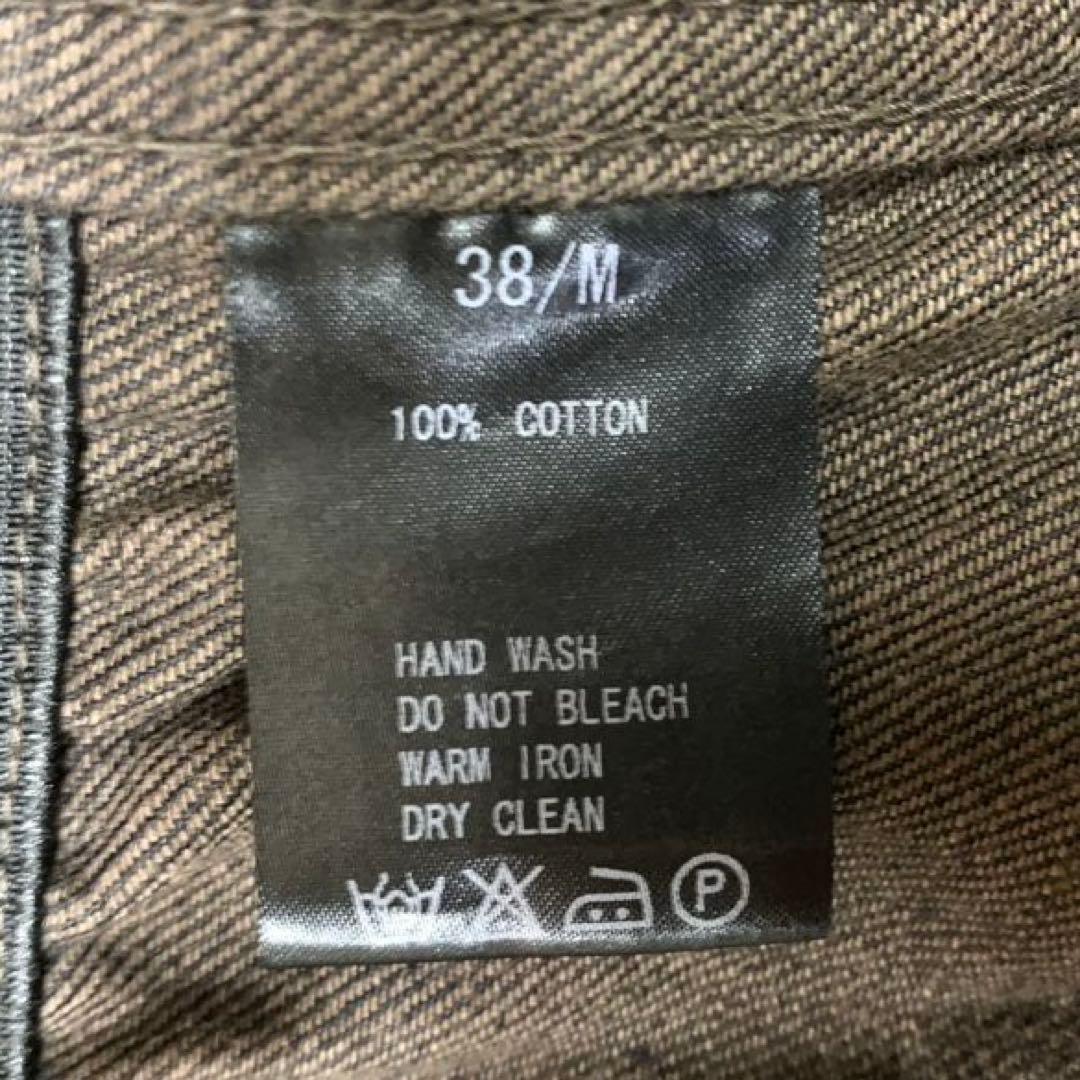 38/M
100% COTTON
HAND WASH
DO NOT BLEACH
WARM IRON
DRY CLEAN
P